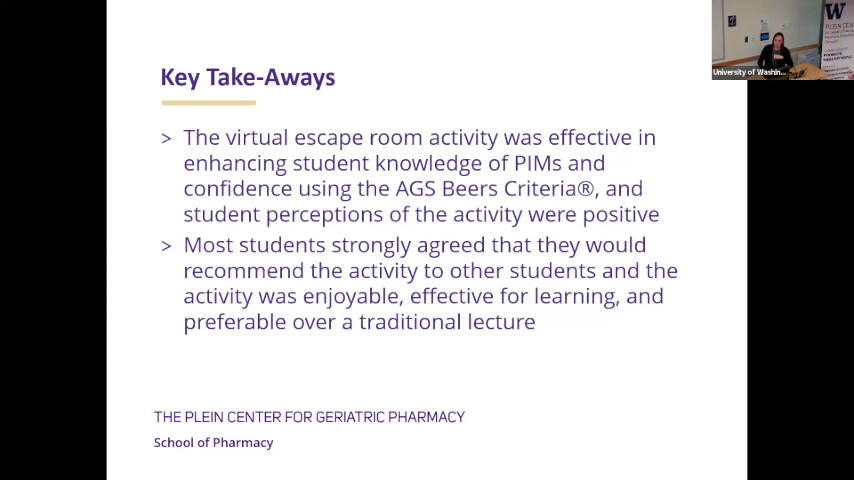 Key Take-Aways
> The virtual escape room activity was effective in
enhancing student knowledge of PIMs and
confidence using the AGS Beers Criteria®, and
student perceptions of the activity were positive
> Most students strongly agreed that they would
recommend the activity to other students and the
activity was enjoyable, effective for learning, and
preferable over a traditional lecture
THE PLEIN CENTER FOR GERIATRIC PHARMACY
School of Pharmacy
W
PLEIN CEN
University of Washin...